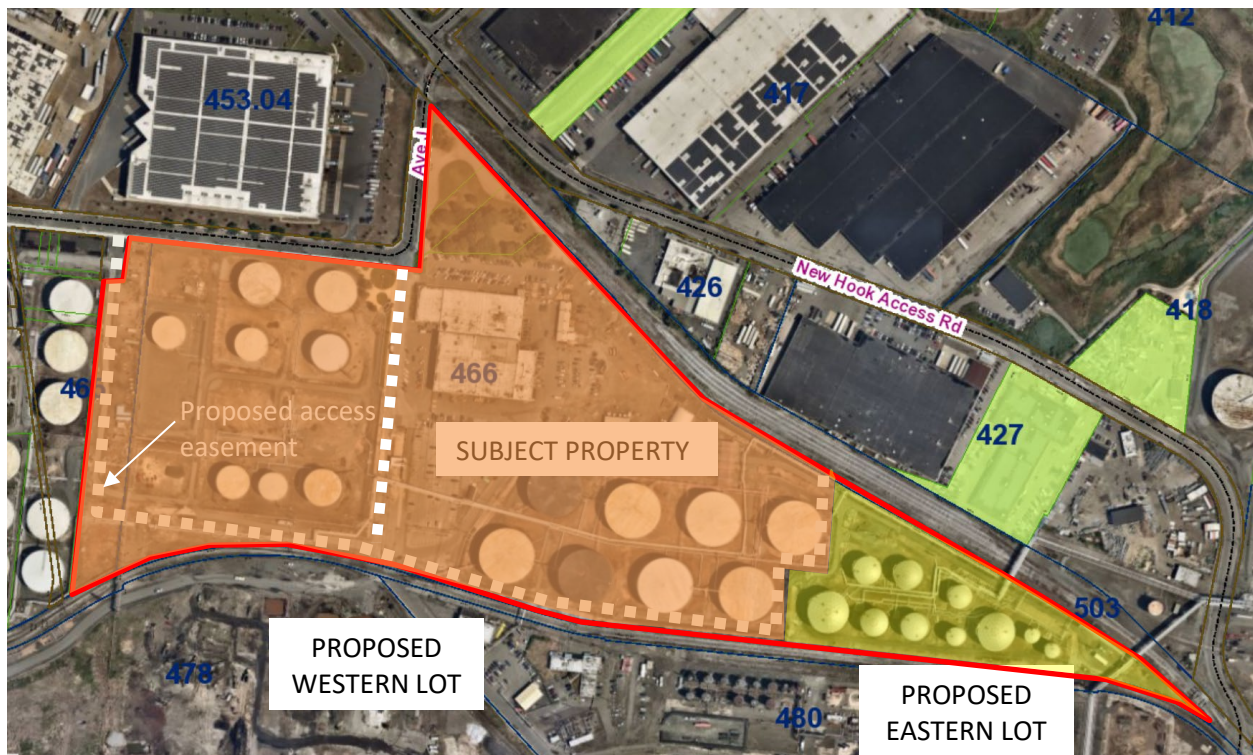 412
453.04
417
Ave J
New Hook Access Rd
426
418
466
46
Proposed access
easement
SUBJECT PROPERTY
427
503
PROPOSED
WESTERN LOT
478
480
PROPOSED
EASTERN LOT